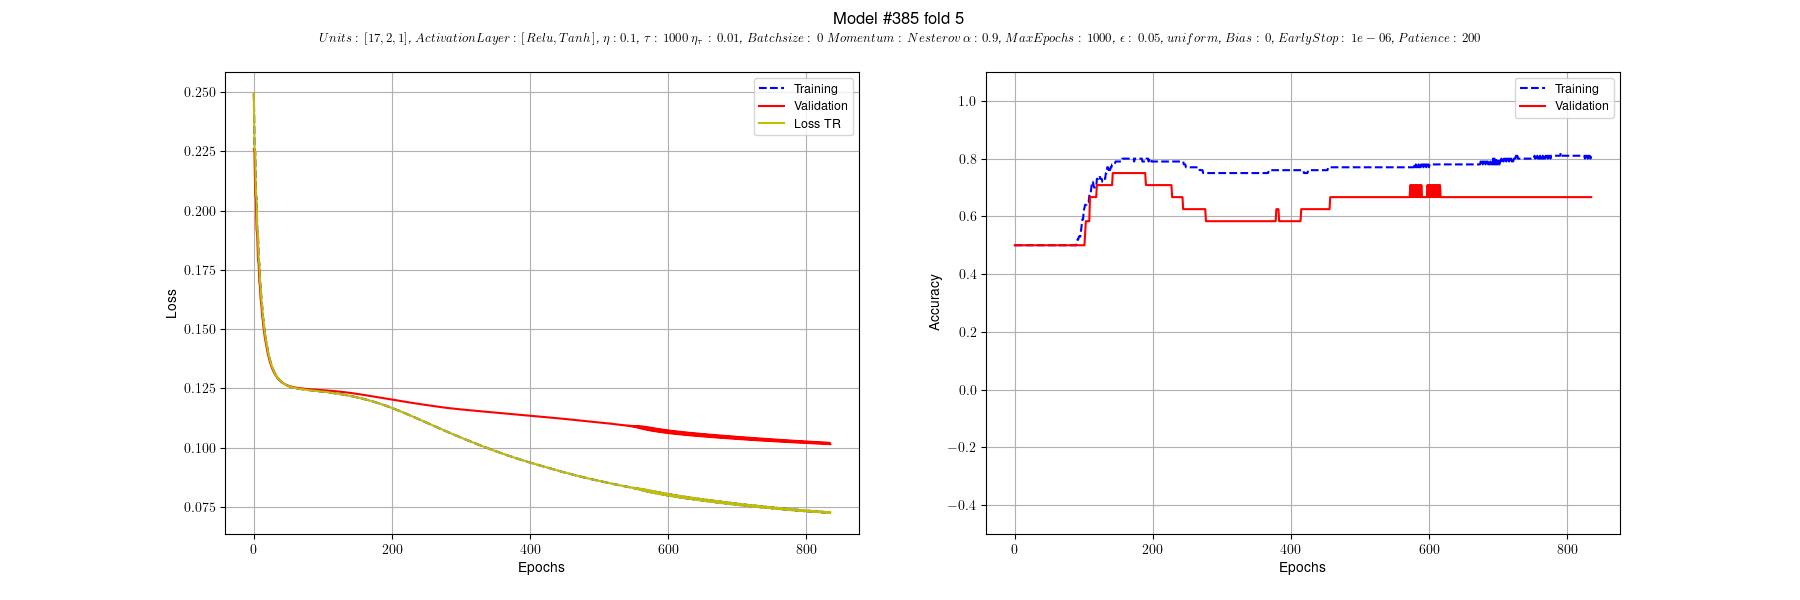 Model #385 fold 5
Units : [17, 2, 1], ActivationLayer : [Relu, Tanh], η : 0.1, τ : 1000 ητ : 0.01, Batchsize : 0 Momentum : Nesterov α : 0.9, MaxEpochs : 1000, ϵ : 0.05, uniform, Bias : 0, EarlyStop : 1e − 06, Patience : 200
Training
Validation
Loss TR
0.250
0.225
0.200
0.175
0.150
0.125
0.100
0.075
Loss
0 200 400 600 800
Epochs
Training
Validation
1.0
0.8
0.6
0.4
0.2
0.0
−0.2
−0.4
Accuracy
0 200 400 600 800
Epochs